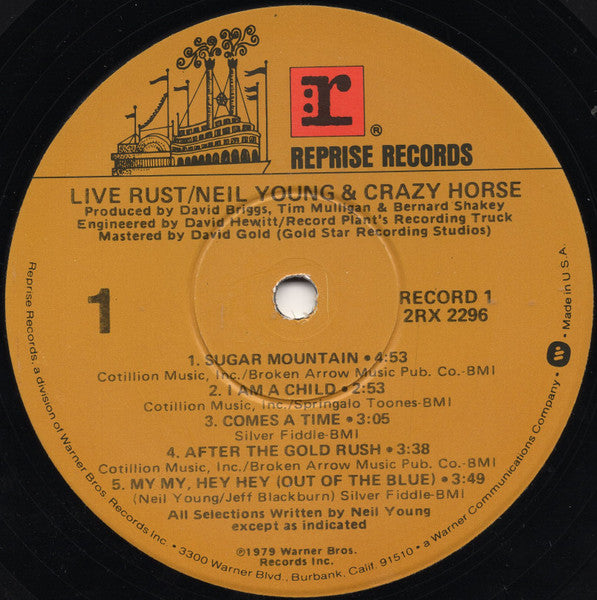 r
®
REPRISE RECORDS
LIVE RUST/NEIL YOUNG & CRAZY HORSE
Produced by David Briggs, Tim Mulligan & Bernard Shakey
Engineered by David Hewitt/Record Plant's Recording Truck
Mastered by David Gold (Gold Star Recording Studios)
1
RECORD 1
2RX 2296
1. SUGAR MOUNTAIN • 4:53
Cotillion Music, Inc./Broken Arrow Music Pub. Co.-BMI
2. I AM A CHILD • 2:53
Cotillion Music, Inc./Springalo Toones-BMI
3. COMES A TIME • 3:05
Silver Fiddle-BMI
4. AFTER THE GOLD RUSH • 3:38
Cotillion Music, Inc./Broken Arrow Music Pub. Co.-BMI
5. MY MY, HEY HEY (OUT OF THE BLUE) • 3:49
(Neil Young/Jeff Blackburn) Silver Fiddle-BMI
All Selections Written by Neil Young
except as indicated
©1979 Warner Bros.
Records Inc.
Reprise Records, a division of Warner Bros. Records Inc. • 3300 Warner Blvd., Burbank, Calif. 91510 • a Warner Communications Company. • Made in U.S.A.